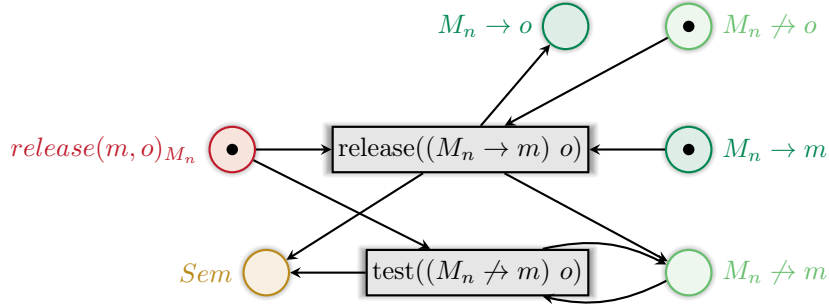 M_n → o
M_n ↛ o
release(m, o)_{M_n}
release((M_n → m) o)
M_n → m
Sem
test((M_n ↛ m) o)
M_n ↛ m